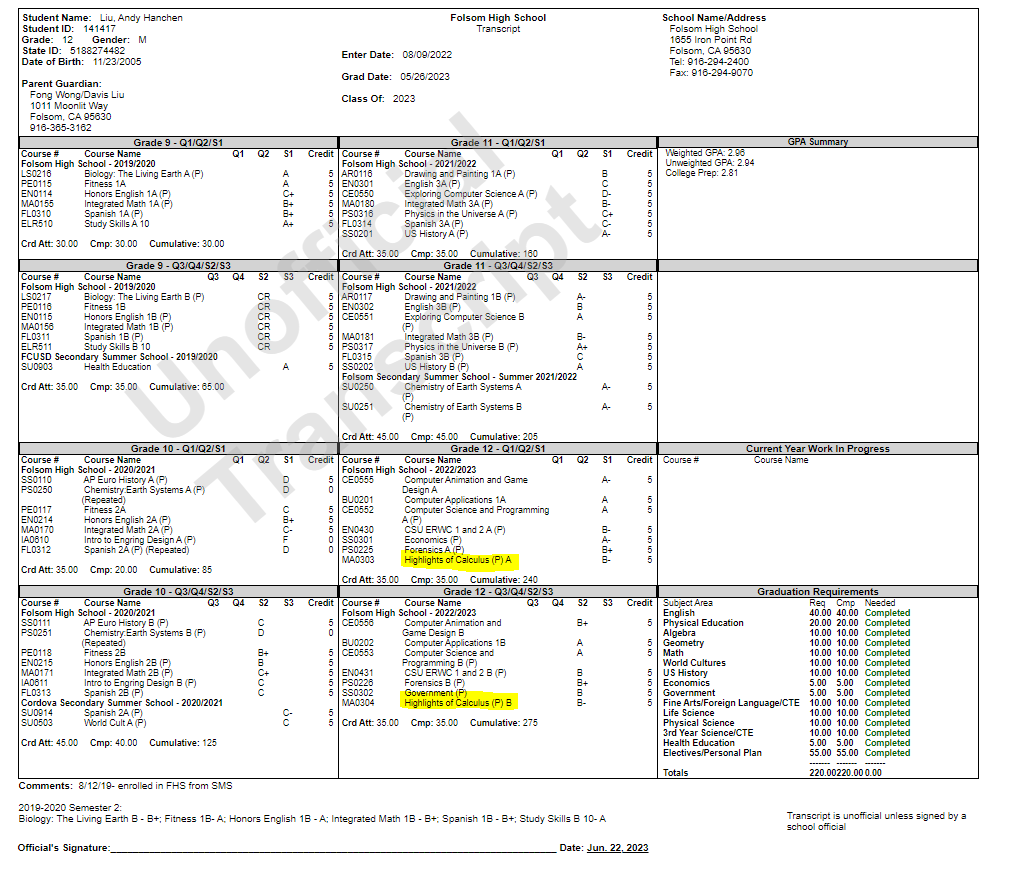 Student Name: Liu, Andy Hanchen
Student ID: 141417
Grade: 12 Gender: M
State ID: 5188274482
Date of Birth: 11/23/2005
Parent Guardian:
Fong Wong/Davis Liu
1011 Moonlit Way
Folsom, CA 95630
916-365-3162
Folsom High School
Transcript
Enter Date: 08/09/2022
Grad Date: 05/26/2023
Class Of: 2023
School Name/Address
Folsom High School
1655 Iron Point Rd
Folsom, CA 95630
Tel: 916-294-2400
Fax: 916-294-9070
Unofficial
Transcript
Grade 9 - Q1/Q2/S1
Course # Course Name Q1 Q2 S1 Credit
Folsom High School - 2019/2020
LS0216 Biology: The Living Earth A (P) A 5
PE0115 Fitness 1A A 5
EN0114 Honors English 1A (P) C+ 5
MA0155 Integrated Math 1A (P) B+ 5
FL0310 Spanish 1A (P) B+ 5
ELR510 Study Skills A 10 A+ 5
Crd Att: 30.00 Cmp: 30.00 Cumulative: 30.00
Grade 9 - Q3/Q4/S2/S3
Course # Course Name Q3 Q4 S2 S3 Credit
Folsom High School - 2019/2020
LS0217 Biology: The Living Earth B (P) CR 5
PE0116 Fitness 1B CR 5
EN0115 Honors English 1B (P) CR 5
MA0156 Integrated Math 1B (P) CR 5
FL0311 Spanish 1B (P) CR 5
ELR511 Study Skills B 10 CR 5
FCUSD Secondary Summer School - 2019/2020
SU0903 Health Education A 5
Crd Att: 35.00 Cmp: 35.00 Cumulative: 65.00
Grade 10 - Q1/Q2/S1
Course # Course Name Q1 Q2 S1 Credit
Folsom High School - 2020/2021
SS0110 AP Euro History A (P) D 5
PS0250 Chemistry:Earth Systems A (P) D 0
(Repeated)
PE0117 Fitness 2A C 5
EN0214 Honors English 2A (P) B+ 5
MA0170 Integrated Math 2A (P) C- 5
IA0610 Intro to Engring Design A (P) F 0
FL0312 Spanish 2A (P) (Repeated) D 0
Crd Att: 35.00 Cmp: 20.00 Cumulative: 85
Grade 10 - Q3/Q4/S2/S3
Course # Course Name Q3 Q4 S2 S3 Credit
Folsom High School - 2020/2021
SS0111 AP Euro History B (P) C 5
PS0251 Chemistry:Earth Systems B (P) D 0
(Repeated)
PE0118 Fitness 2B B+ 5
EN0215 Honors English 2B (P) B 5
MA0171 Integrated Math 2B (P) C+ 5
IA0611 Intro to Engring Design B (P) C 5
FL0313 Spanish 2B (P) C 5
Cordova Secondary Summer School - 2020/2021
SU0914 Spanish 2A (P) C- 5
SU0503 World Cult A (P) C 5
Crd Att: 45.00 Cmp: 40.00 Cumulative: 125
Grade 11 - Q1/Q2/S1
Course # Course Name Q1 Q2 S1 Credit
Folsom High School - 2021/2022
AR0116 Drawing and Painting 1A (P) B 5
EN0301 English 3A (P) C 5
CE0550 Exploring Computer Science A (P) D- 5
MA0180 Integrated Math 3A (P) B- 5
PS0316 Physics in the Universe A (P) C+ 5
FL0314 Spanish 3A (P) C- 5
SS0201 US History A (P) A- 5
Crd Att: 35.00 Cmp: 35.00 Cumulative: 160
Grade 11 - Q3/Q4/S2/S3
Course # Course Name Q3 Q4 S2 S3 Credit
Folsom High School - 2021/2022
AR0117 Drawing and Painting 1B (P) A- 5
EN0302 English 3B (P) B 5
CE0551 Exploring Computer Science B A 5
(P)
MA0181 Integrated Math 3B (P) B- 5
PS0317 Physics in the Universe B (P) A+ 5
FL0315 Spanish 3B (P) C 5
SS0202 US History B (P) A 5
Folsom Secondary Summer School - Summer 2021/2022
SU0250 Chemistry of Earth Systems A A- 5
(P)
SU0251 Chemistry of Earth Systems B A- 5
(P)
Crd Att: 45.00 Cmp: 45.00 Cumulative: 205
Grade 12 - Q1/Q2/S1
Course # Course Name Q1 Q2 S1 Credit
Folsom High School - 2022/2023
CE0555 Computer Animation and Game A- 5
Design A
BU0201 Computer Applications 1A A 5
CE0552 Computer Science and Programming A 5
A (P)
EN0430 CSU ERWC 1 and 2 A (P) B- 5
SS0301 Economics (P) A- 5
PS0225 Forensics A (P) B+ 5
MA0303 Highlights of Calculus (P) A B- 5
Crd Att: 35.00 Cmp: 35.00 Cumulative: 240
Grade 12 - Q3/Q4/S2/S3
Course # Course Name Q3 Q4 S2 S3 Credit
Folsom High School - 2022/2023
CE0556 Computer Animation and B+ 5
Game Design B
BU0202 Computer Applications 1B A 5
CE0553 Computer Science and A 5
Programming B (P)
EN0431 CSU ERWC 1 and 2 B (P) B 5
PS0226 Forensics B (P) B+ 5
SS0302 Government (P) B 5
MA0304 Highlights of Calculus (P) B B- 5
Crd Att: 35.00 Cmp: 35.00 Cumulative: 275
GPA Summary
Weighted GPA: 2.96
Unweighted GPA: 2.94
College Prep: 2.81
Current Year Work In Progress
Course # Course Name
Graduation Requirements
Subject Area Req Cmp Needed
English 40.00 40.00 Completed
Physical Education 20.00 20.00 Completed
Algebra 10.00 10.00 Completed
Geometry 10.00 10.00 Completed
Math 10.00 10.00 Completed
World Cultures 10.00 10.00 Completed
US History 10.00 10.00 Completed
Economics 5.00 5.00 Completed
Government 5.00 5.00 Completed
Fine Arts/Foreign Language/CTE 10.00 10.00 Completed
Life Science 10.00 10.00 Completed
Physical Science 10.00 10.00 Completed
3rd Year Science/CTE 10.00 10.00 Completed
Health Education 5.00 5.00 Completed
Electives/Personal Plan 55.00 55.00 Completed
------- ------- -------
Totals 220.00220.00 0.00
Comments: 8/12/19- enrolled in FHS from SMS
2019-2020 Semester 2:
Biology: The Living Earth B - B+; Fitness 1B- A; Honors English 1B - A; Integrated Math 1B - B+; Spanish 1B - B+; Study Skills B 10- A
Transcript is unofficial unless signed by a
school official
Official's Signature: Date: Jun. 22, 2023